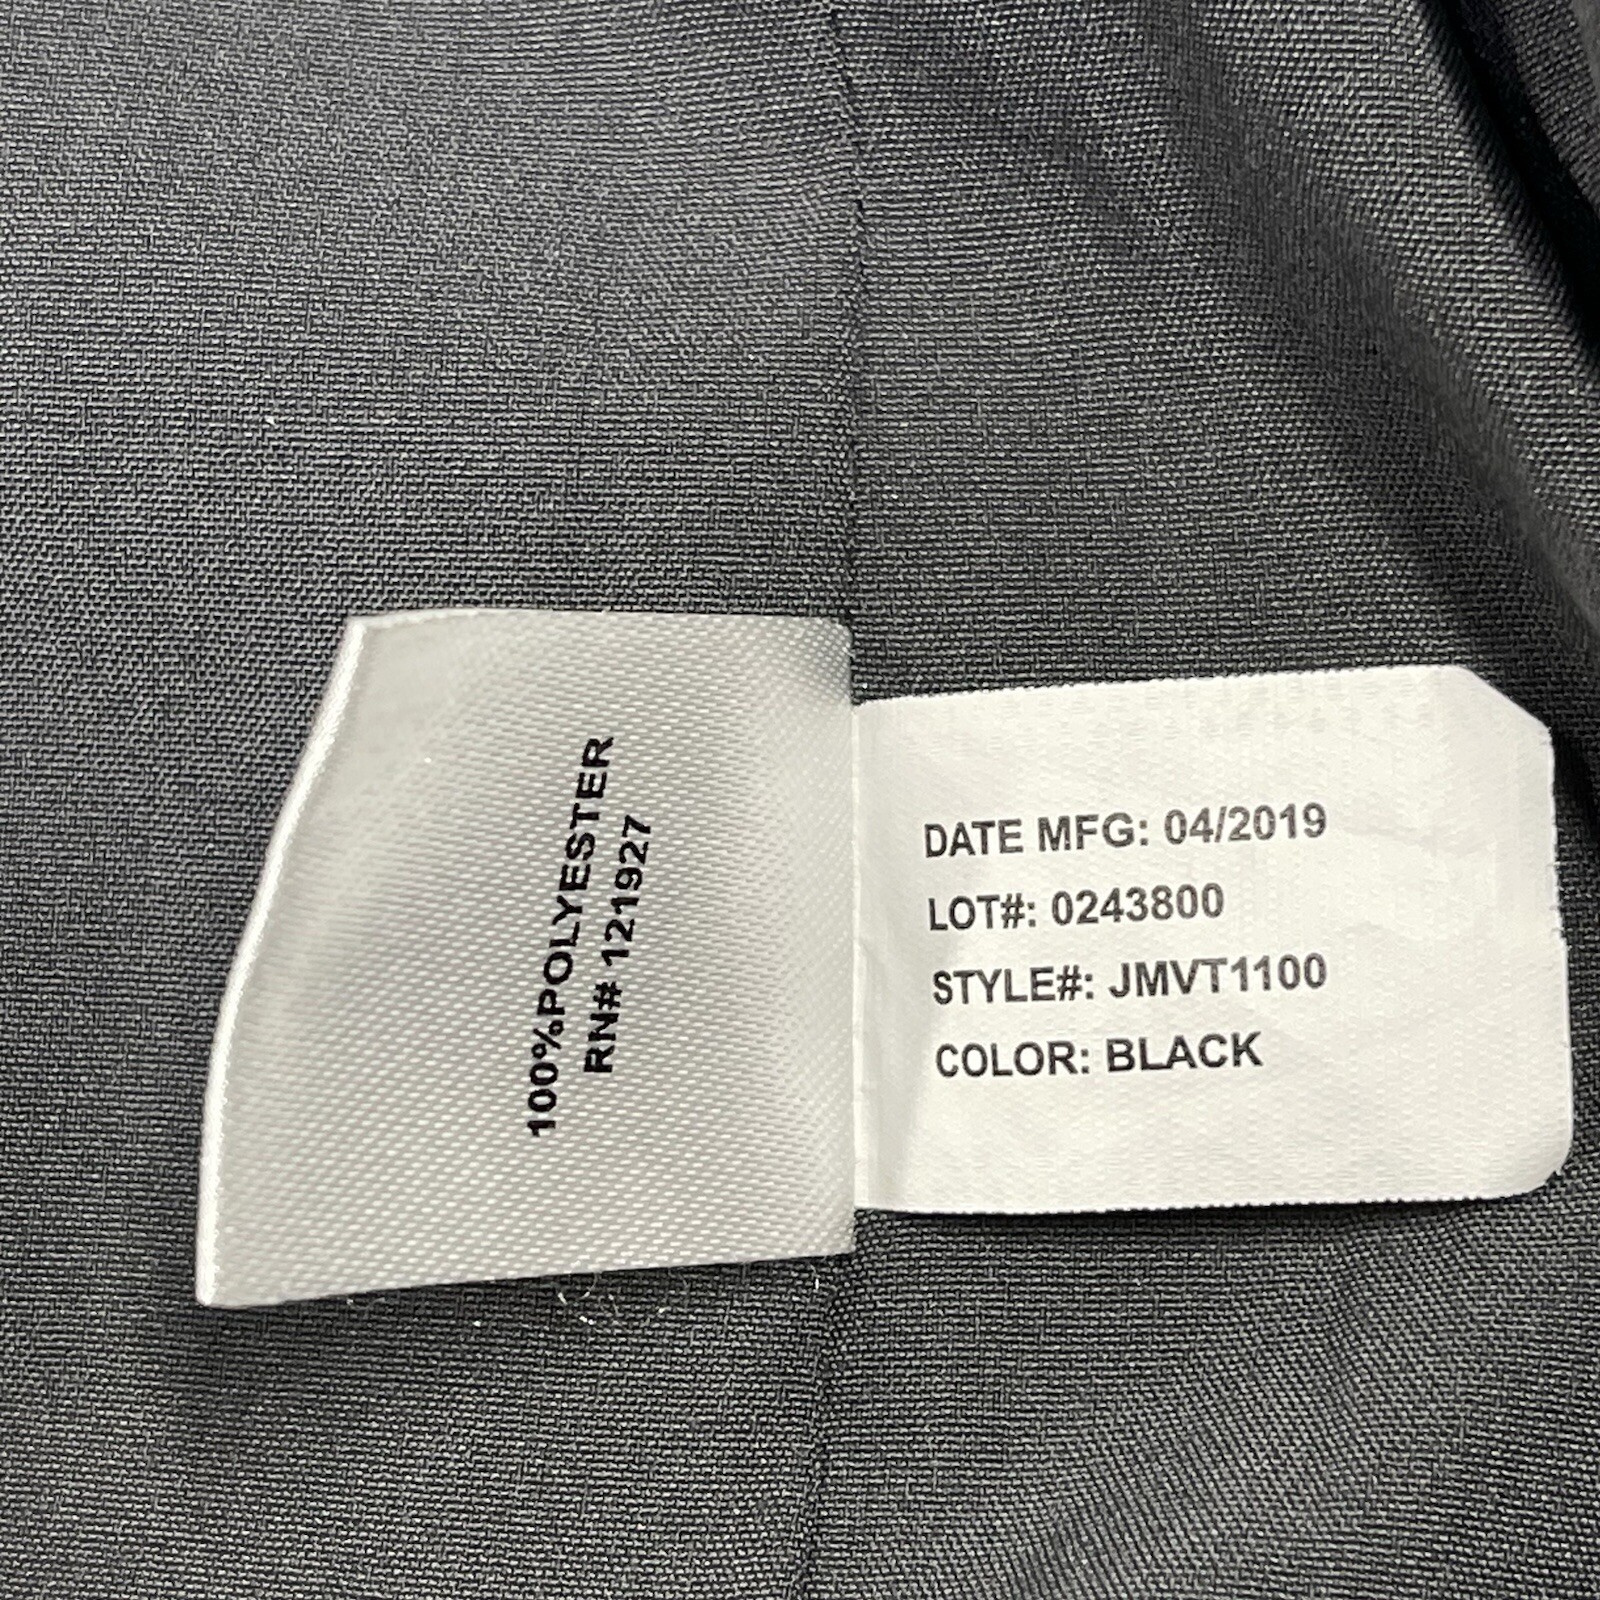 100%POLYESTER
RN# 121927
DATE MFG: 04/2019
LOT#: 0243800
STYLE#: JMVT1100
COLOR: BLACK